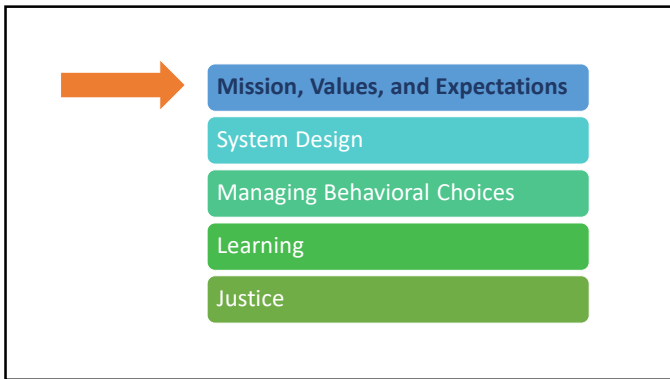 Mission, Values, and Expectations
System Design
Managing Behavioral Choices
Learning
Justice